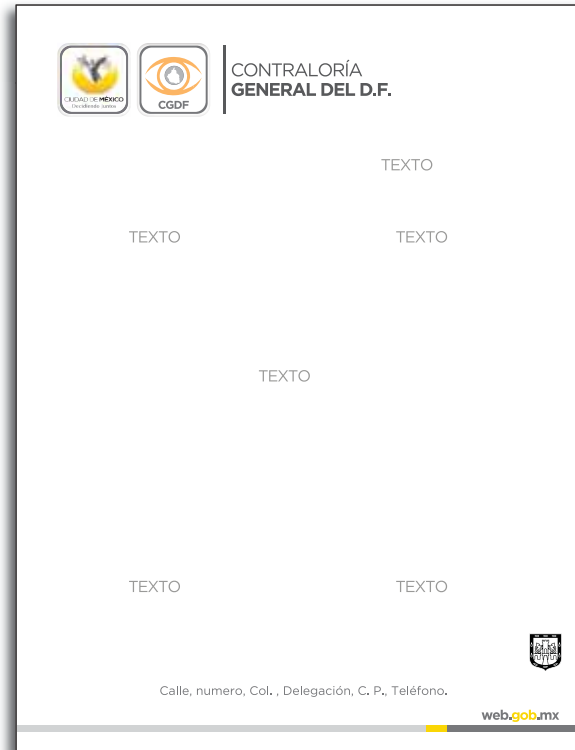 CIUDAD DE MÉXICO
Decidiendo Juntos
CGDF
CONTRALORÍA
GENERAL DEL D.F.
TEXTO
TEXTO TEXTO
TEXTO
TEXTO TEXTO
Calle, numero, Col. , Delegación, C. P., Teléfono.
web.gob.mx